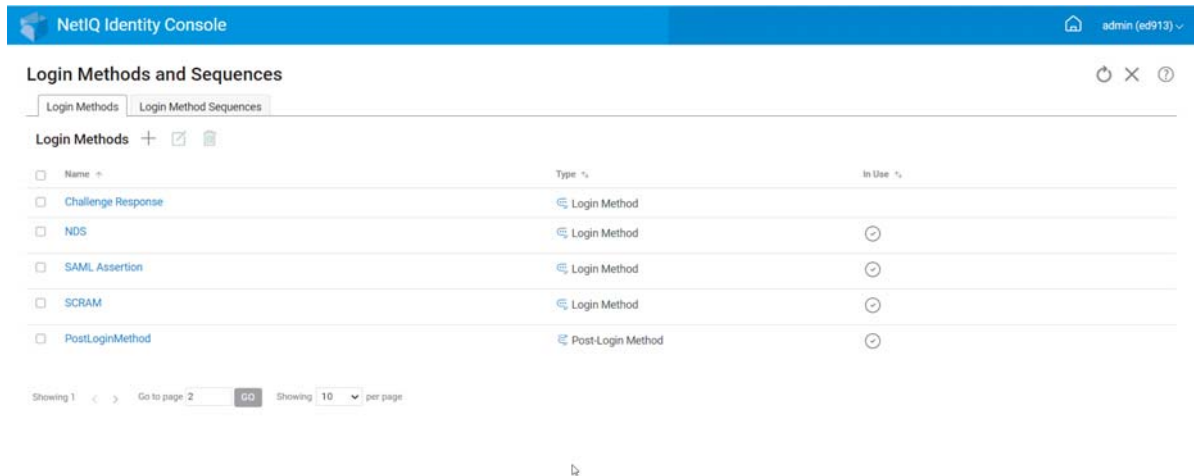 NetIQ Identity Console admin (ed913)
Login Methods and Sequences
Login Methods Login Method Sequences
Login Methods
Name Type In Use
Challenge Response Login Method
NDS Login Method
SAML Assertion Login Method
SCRAM Login Method
PostLoginMethod Post-Login Method
Showing 1 Go to page 2 GO Showing 10 per page